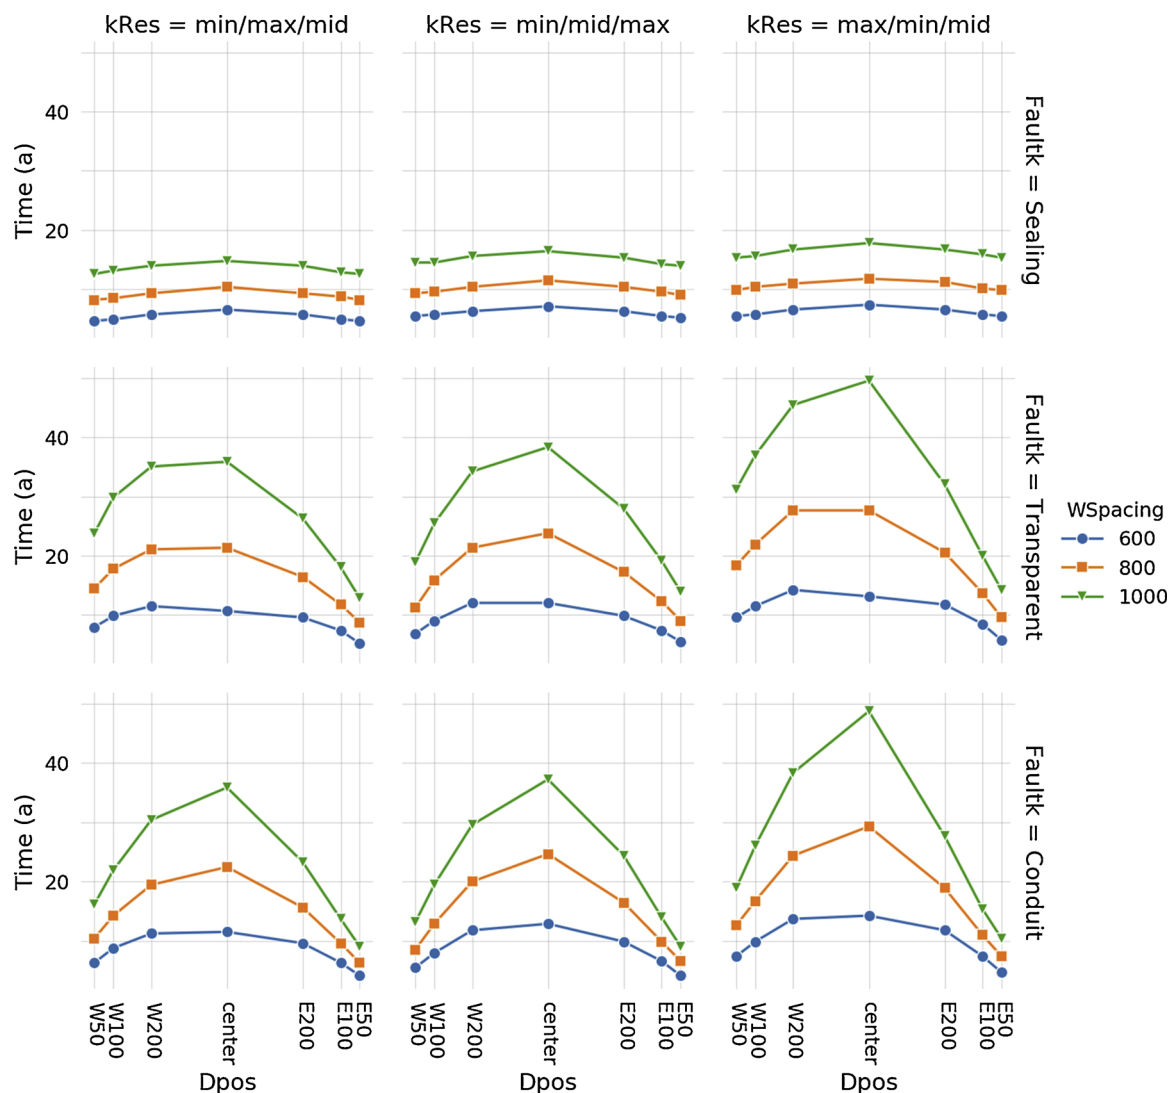 kRes = min/max/mid
kRes = min/mid/max
kRes = max/min/mid
40
20
Time (a)
Faultk = Sealing
40
20
Time (a)
Faultk = Transparent
WSpacing
600
800
1000
40
20
Time (a)
Faultk = Conduit
W50
W100
W200
center
E200
E100
E50
W50
W100
W200
center
E200
E100
E50
W50
W100
W200
center
E200
E100
E50
Dpos
Dpos
Dpos